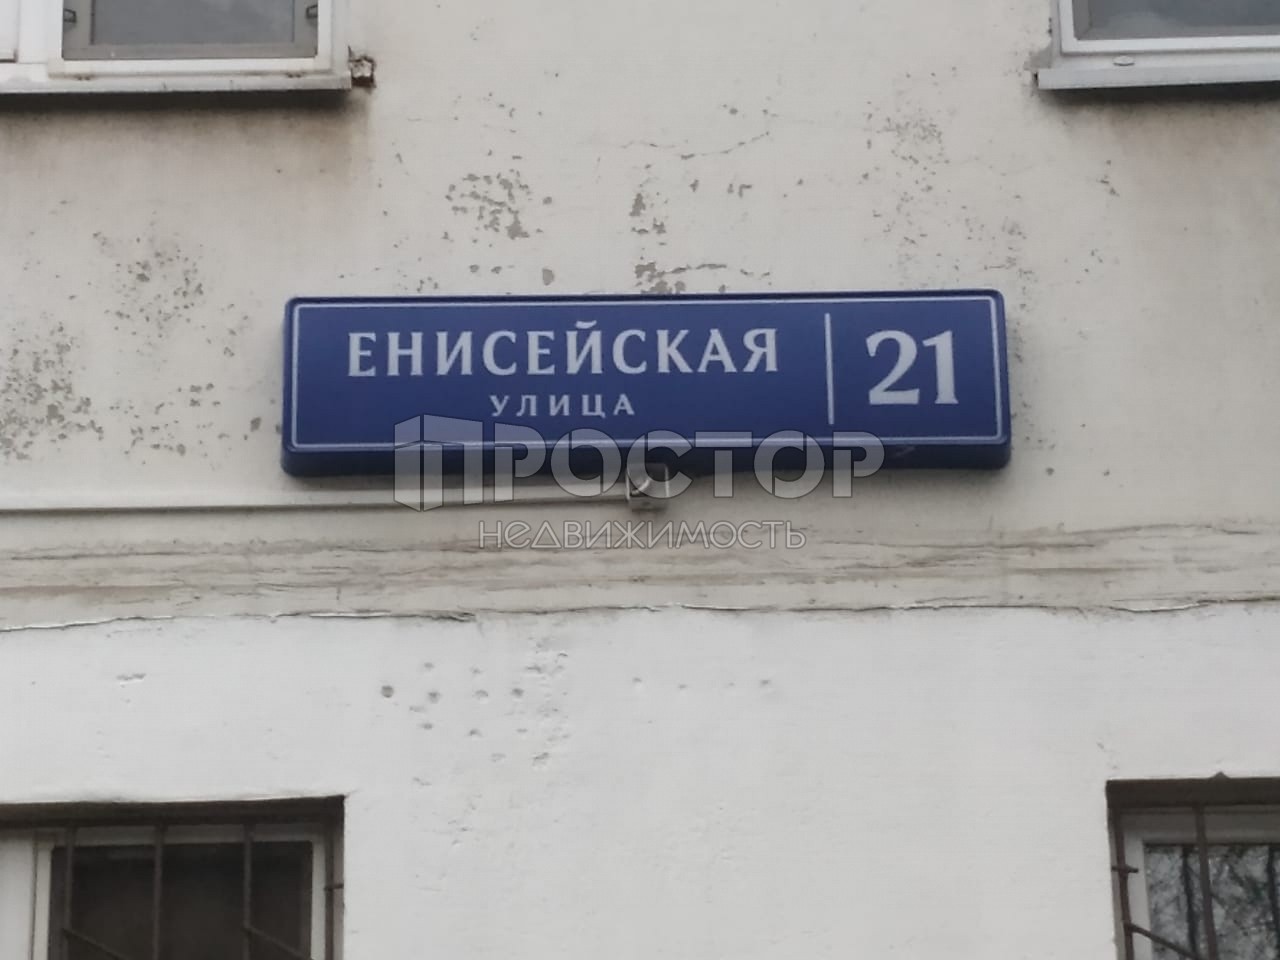 ЕНИСЕЙСКАЯ
УЛИЦА
21
ПРОСТОР
НЕДВИЖИМОСТЬ